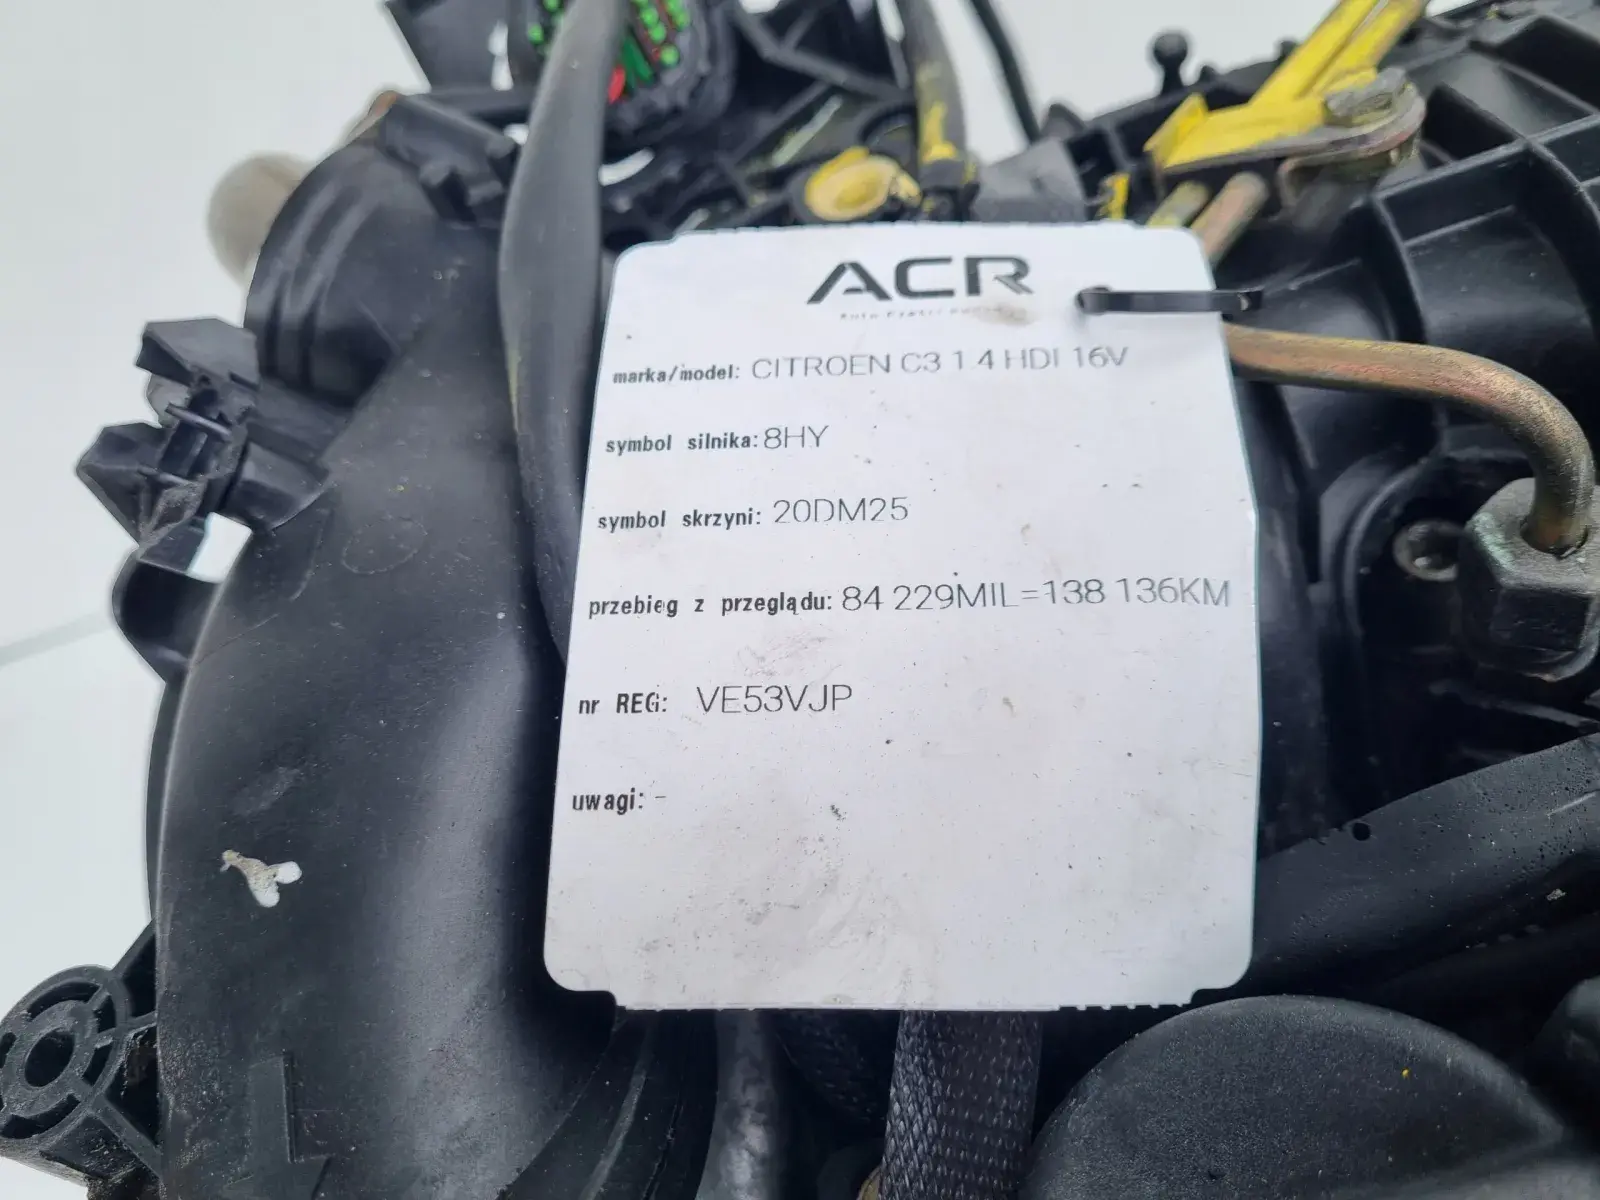 ACR
marka/model: CITROEN C3 1.4 HDI 16V
symbol silnika: 8HY
symbol skrzyni: 20DM25
przebieg z przeglądu: 84 229MIL=138 136KM
nr REG: VE53VJP
uwagi: -